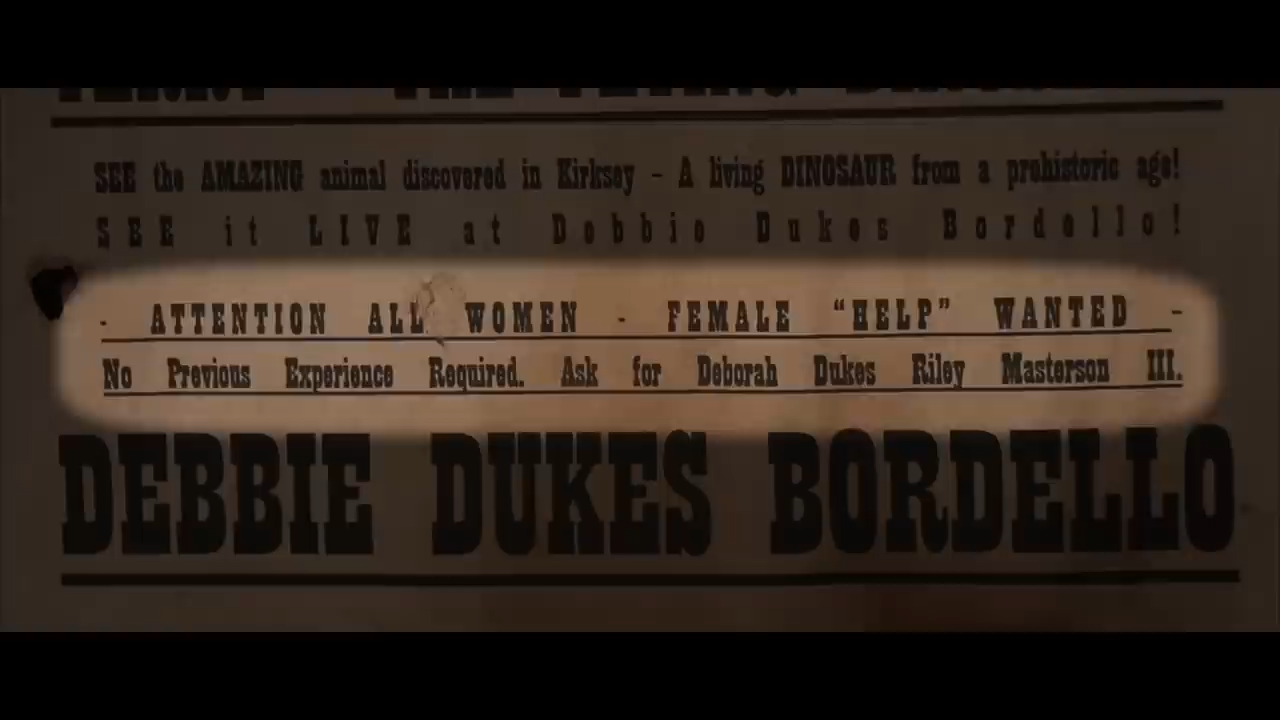 SEE the AMAZING animal discovered in Kirksey - A living DINOSAUR from a prehistoric age!
SEE it LIVE at Debbie Dukes Bordello!
- ATTENTION ALL WOMEN - FEMALE “HELP” WANTED -
No Previous Experience Required. Ask for Deborah Dukes Riley Masterson III.
DEBBIE DUKES BORDELLO